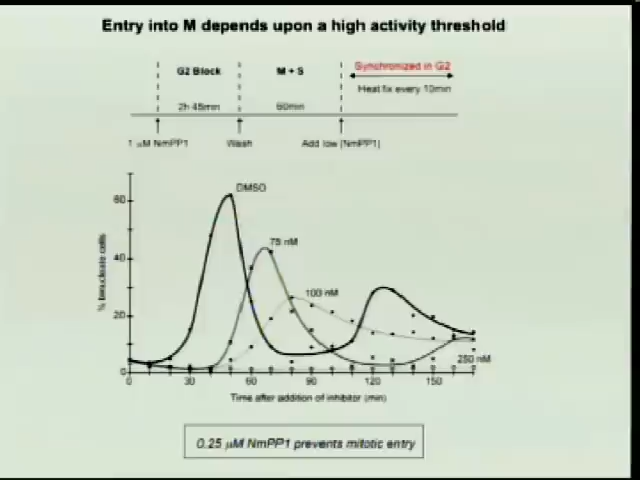 Entry into M depends upon a high activity threshold
G2 Block
M + S
Synchronized in G2
Heat fix every 10min
2h 45min
60min
1 µM NmPP1
Wash
Add low [NmPP1]
DMSO
75 nM
100 nM
250 nM
% binucleate cells
60
40
20
0
0
30
60
90
120
150
Time after addition of inhibitor (min)
0.25 µM NmPP1 prevents mitotic entry